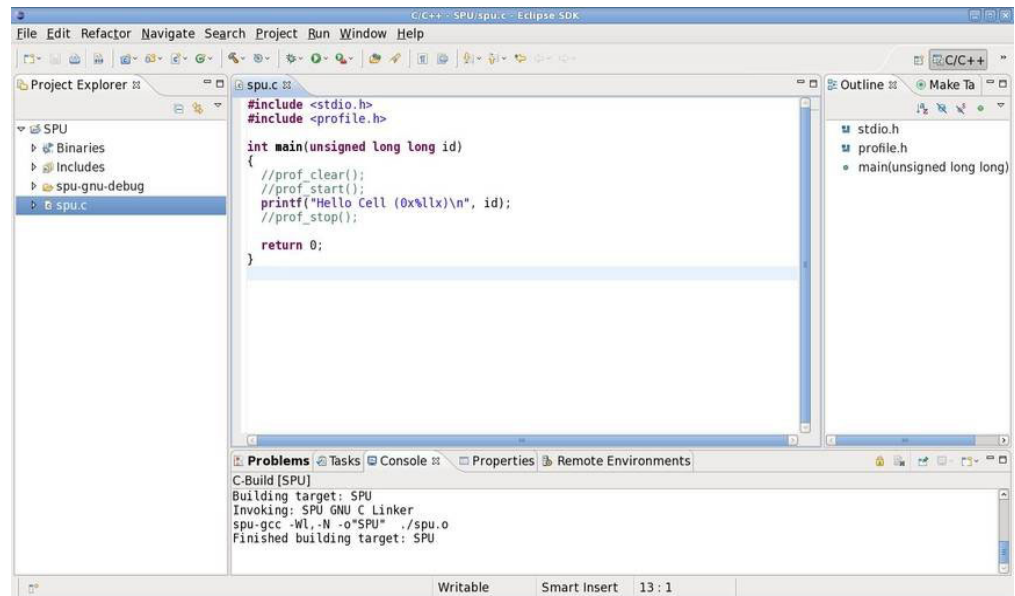 C/C++ - SPU/spu.c - Eclipse SDK
File Edit Refactor Navigate Search Project Run Window Help
C/C++
Project Explorer
SPU
Binaries
Includes
spu-gnu-debug
spu.c
spu.c
#include <stdio.h>
#include <profile.h>
int main(unsigned long long id)
{
//prof_clear();
//prof_start();
printf("Hello Cell (0x%llx)\n", id);
//prof_stop();
return 0;
}
Outline Make Ta
stdio.h
profile.h
main(unsigned long long)
Problems Tasks Console Properties Remote Environments
C-Build [SPU]
Building target: SPU
Invoking: SPU GNU C Linker
spu-gcc -Wl,-N -o"SPU" ./spu.o
Finished building target: SPU
Writable Smart Insert 13 : 1